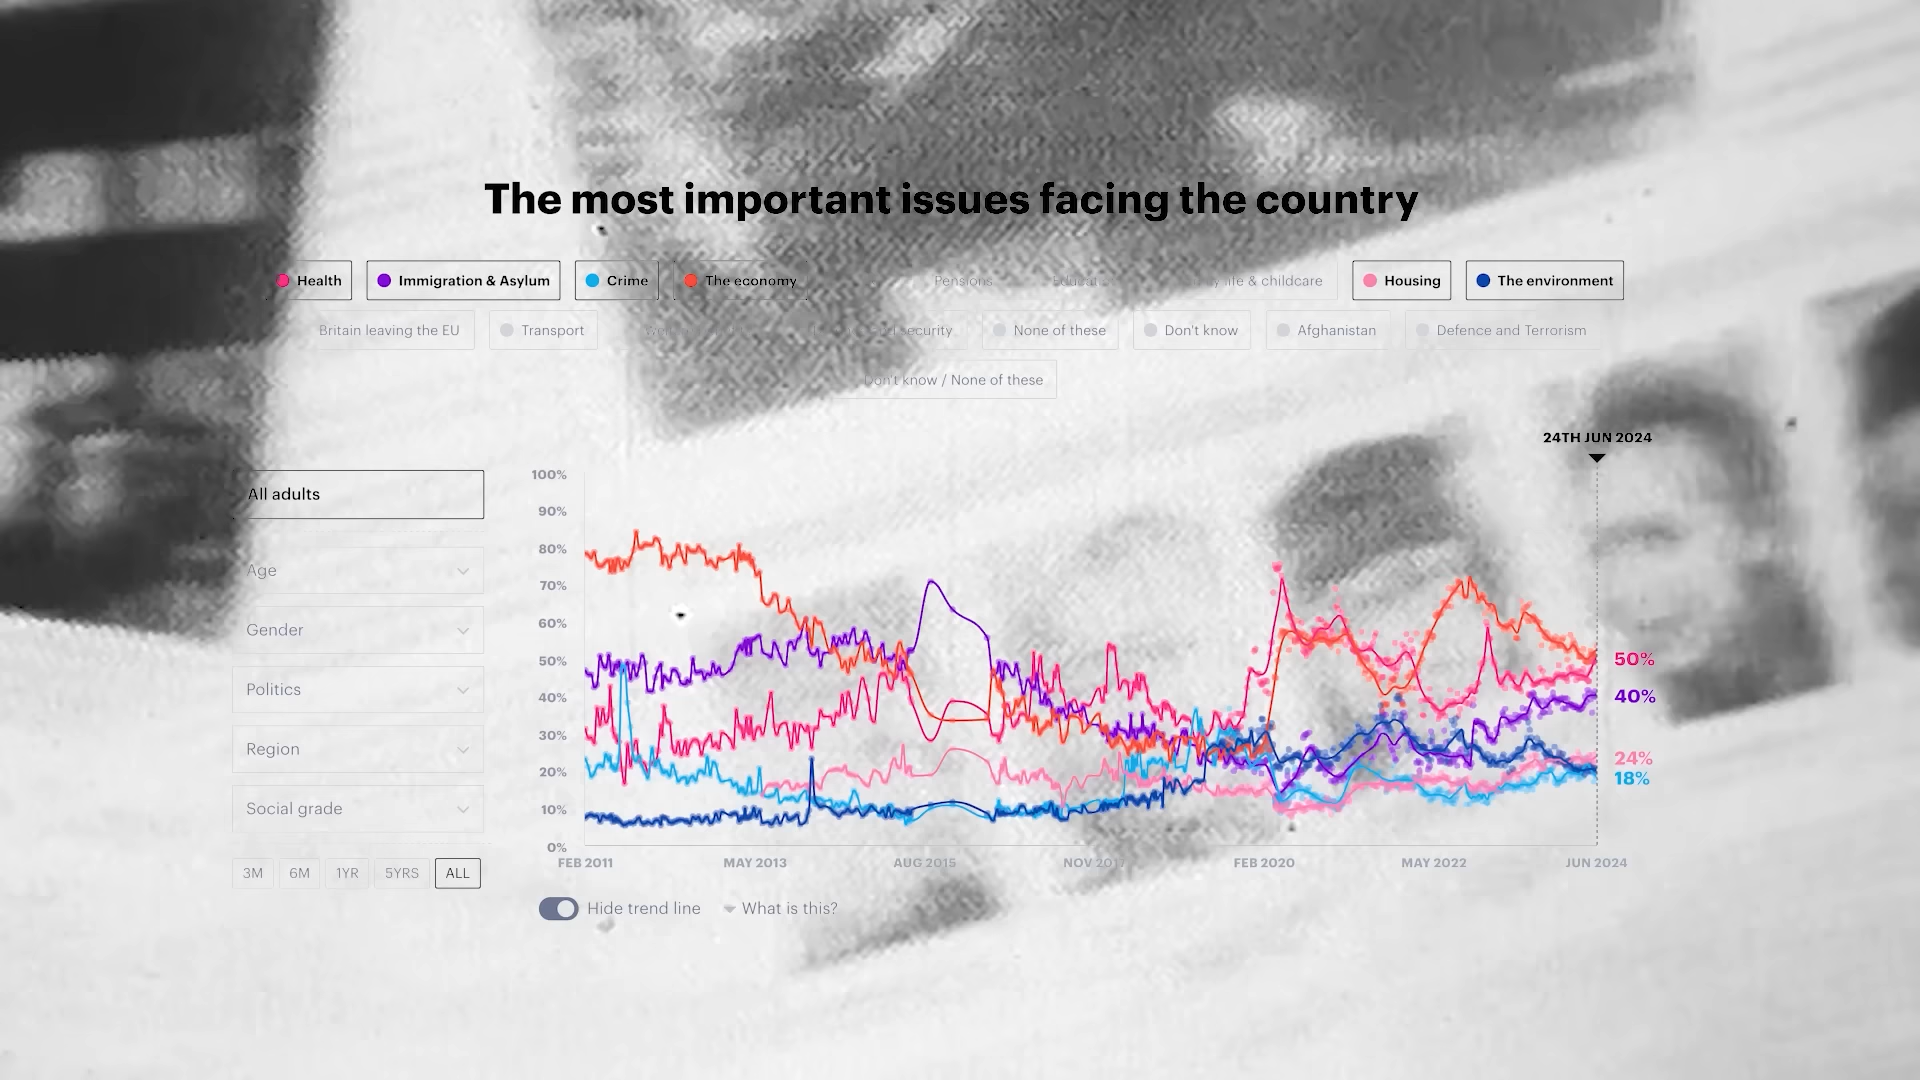 The most important issues facing the country
Health Immigration & Asylum Crime The economy Pensions life & childcare Housing The environment
Britain leaving the EU Transport security None of these Don't know Afghanistan Defence and Terrorism
Don't know / None of these
24TH JUN 2024
All adults
Age
Gender
Politics
Region
Social grade
3M 6M 1YR 5YRS ALL
100%
90%
80%
70%
60%
50%
40%
30%
20%
10%
0%
50%
40%
24%
18%
FEB 2011 MAY 2013 AUG 2015 NOV FEB 2020 MAY 2022 JUN 2024
Hide trend line What is this?